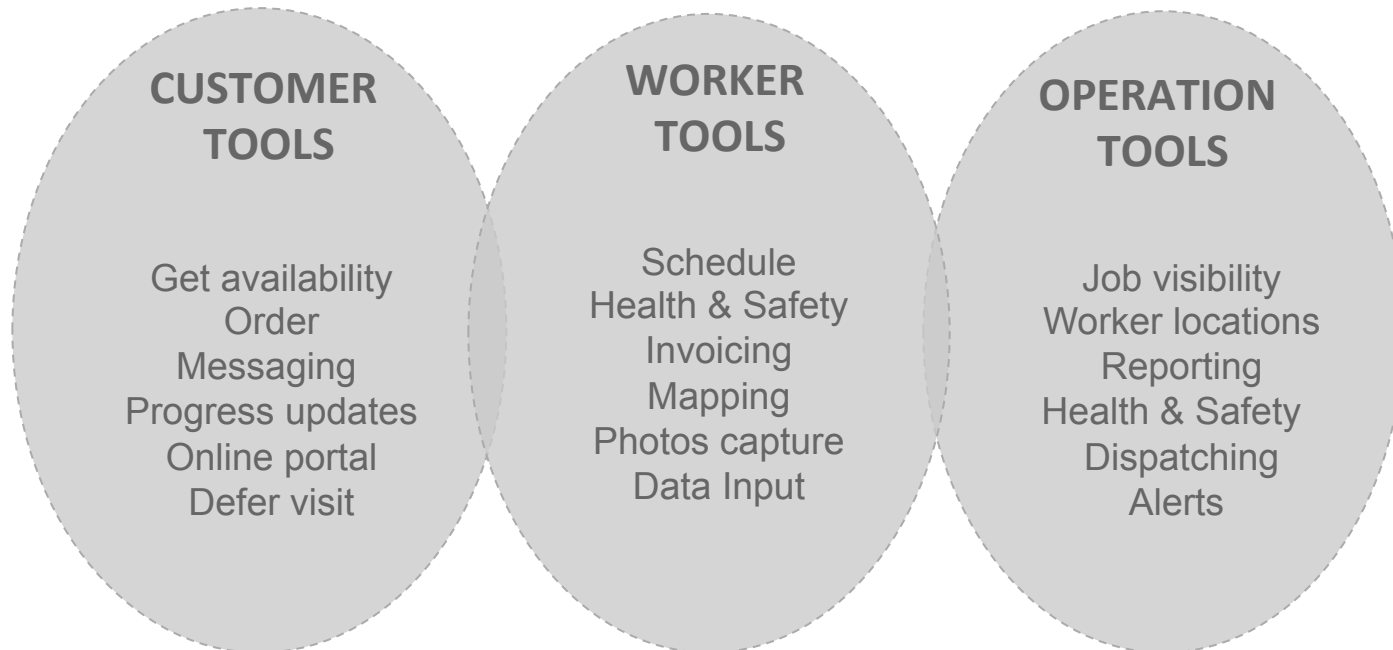 CUSTOMER
TOOLS
Get availability
Order
Messaging
Progress updates
Online portal
Defer visit
WORKER
TOOLS
Schedule
Health & Safety
Invoicing
Mapping
Photos capture
Data Input
OPERATION
TOOLS
Job visibility
Worker locations
Reporting
Health & Safety
Dispatching
Alerts